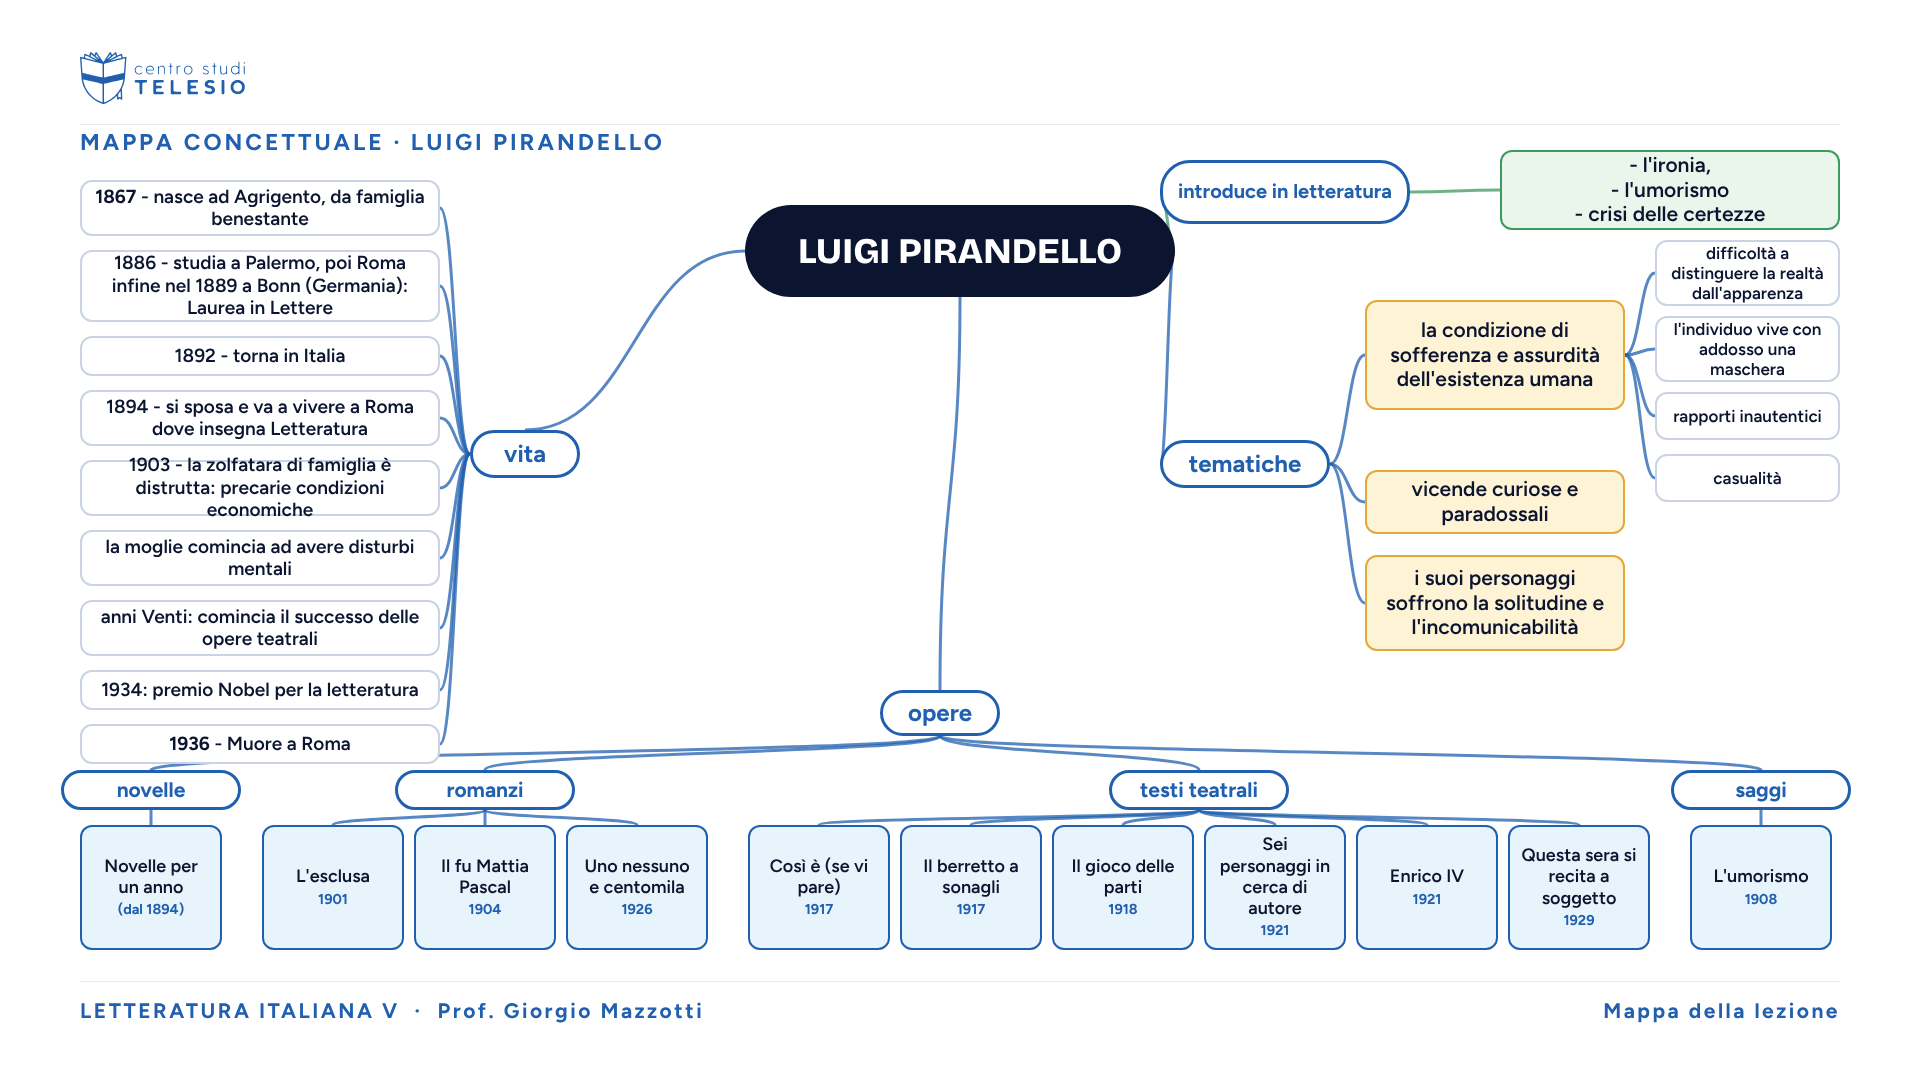 centro studi
TELESIO
MAPPA CONCETTUALE · LUIGI PIRANDELLO
LUIGI PIRANDELLO
vita
1867 - nasce ad Agrigento, da famiglia
benestante
1886 - studia a Palermo, poi Roma
infine nel 1889 a Bonn (Germania):
Laurea in Lettere
1892 - torna in Italia
1894 - si sposa e va a vivere a Roma
dove insegna Letteratura
1903 - la zolfatara di famiglia è
distrutta: precarie condizioni
economiche
la moglie comincia ad avere disturbi
mentali
anni Venti: comincia il successo delle
opere teatrali
1934: premio Nobel per la letteratura
1936 - Muore a Roma
introduce in letteratura
- l'ironia,
- l'umorismo
- crisi delle certezze
tematiche
la condizione di
sofferenza e assurdità
dell'esistenza umana
difficoltà a
distinguere la realtà
dall'apparenza
l'individuo vive con
addosso una
maschera
rapporti inautentici
casualità
vicende curiose e
paradossali
i suoi personaggi
soffrono la solitudine e
l'incomunicabilità
opere
novelle
Novelle per
un anno
(dal 1894)
romanzi
L'esclusa
1901
Il fu Mattia
Pascal
1904
Uno nessuno
e centomila
1926
testi teatrali
Così è (se vi
pare)
1917
Il berretto a
sonagli
1917
Il gioco delle
parti
1918
Sei
personaggi in
cerca di
autore
1921
Enrico IV
1921
Questa sera si
recita a
soggetto
1929
saggi
L'umorismo
1908
LETTERATURA ITALIANA V · Prof. Giorgio Mazzotti
Mappa della lezione